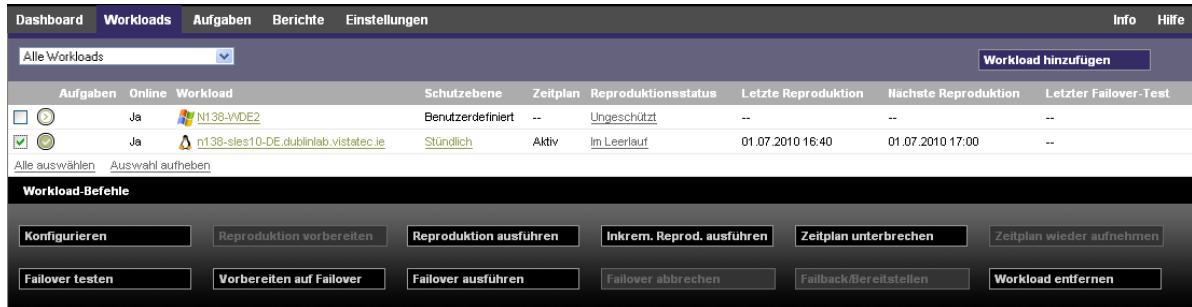 Dashboard Workloads Aufgaben Berichte Einstellungen Info Hilfe
Alle Workloads Workload hinzufügen
Aufgaben Online Workload Schutzebene Zeitplan Reproduktionsstatus Letzte Reproduktion Nächste Reproduktion Letzter Failover-Test
Ja N138-WDE2 Benutzerdefiniert -- Ungeschützt -- -- --
Ja n138-sles10-DE.dublinlab.vistatec.ie Stündlich Aktiv Im Leerlauf 01.07.2010 16:40 01.07.2010 17:00 --
Alle auswählen Auswahl aufheben
Workload-Befehle
Konfigurieren Reproduktion vorbereiten Reproduktion ausführen Inkrem. Reprod. ausführen Zeitplan unterbrechen Zeitplan wieder aufnehmen
Failover testen Vorbereiten auf Failover Failover ausführen Failover abbrechen Failback/Bereitstellen Workload entfernen